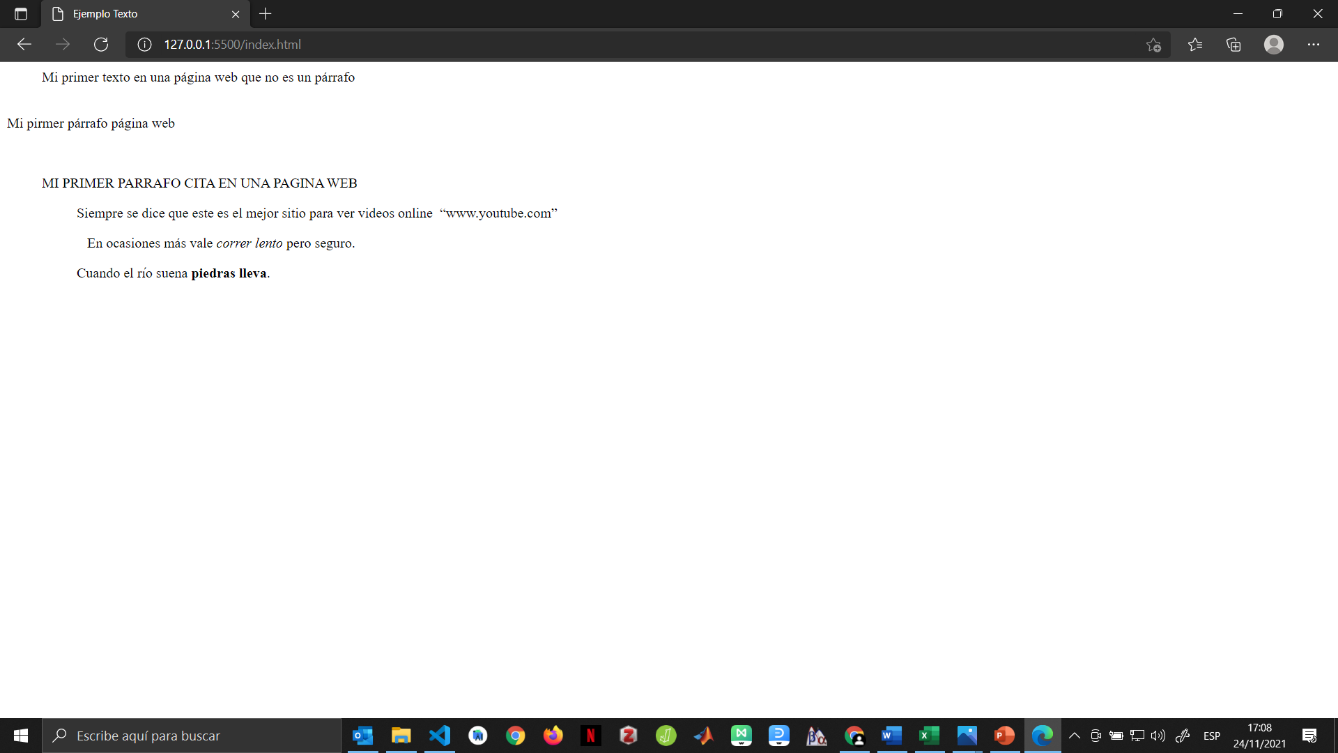 Ejemplo Texto
127.0.0.1:5500/index.html
Mi primer texto en una página web que no es un párrafo
Mi pirmer párrafo página web
MI PRIMER PARRAFO CITA EN UNA PAGINA WEB
Siempre se dice que este es el mejor sitio para ver videos online “www.youtube.com”
En ocasiones más vale correr lento pero seguro.
Cuando el río suena piedras lleva.
Escribe aquí para buscar
ESP
17:08
24/11/2021